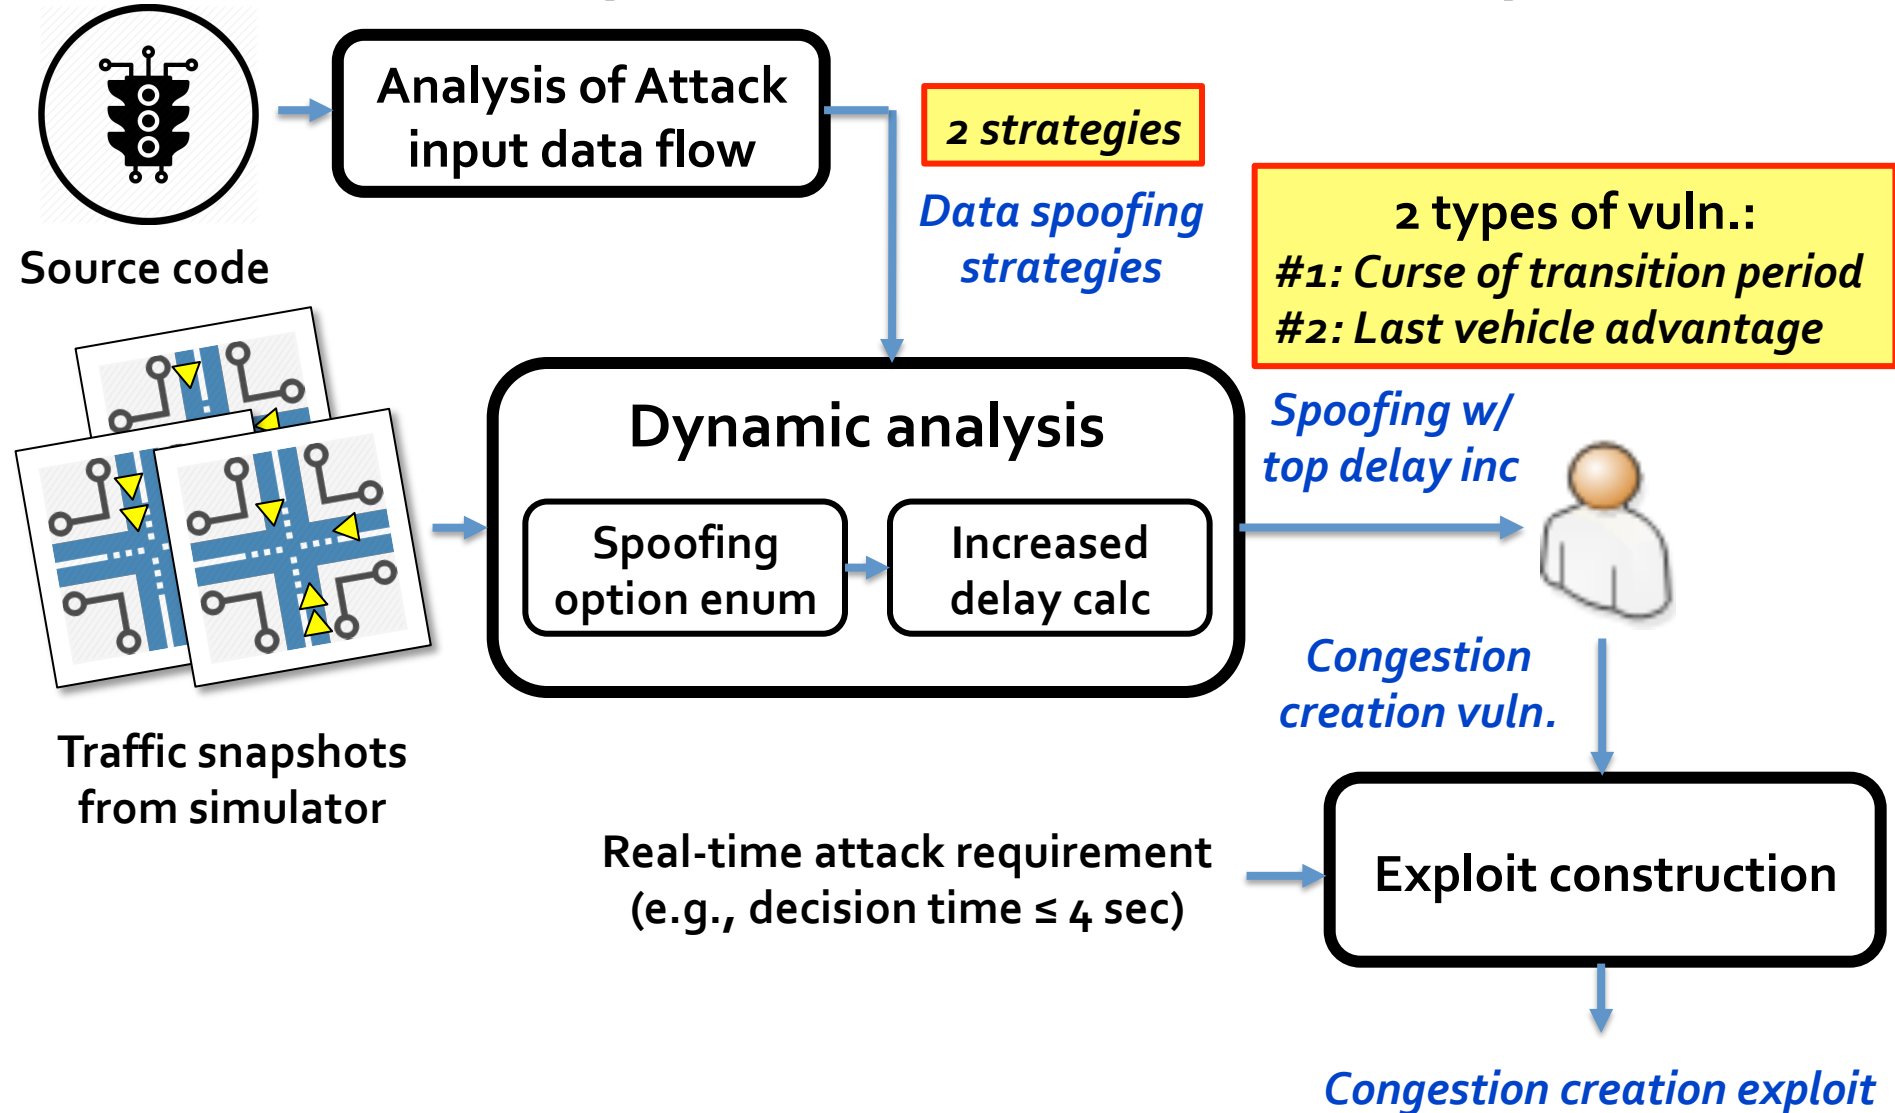 Analysis of Attack
input data flow
2 strategies
Data spoofing
strategies
Source code
2 types of vuln.:
#1: Curse of transition period
#2: Last vehicle advantage
Dynamic analysis
Spoofing
option enum
Increased
delay calc
Spoofing w/
top delay inc
Traffic snapshots
from simulator
Congestion
creation vuln.
Real-time attack requirement
(e.g., decision time ≤ 4 sec)
Exploit construction
Congestion creation exploit